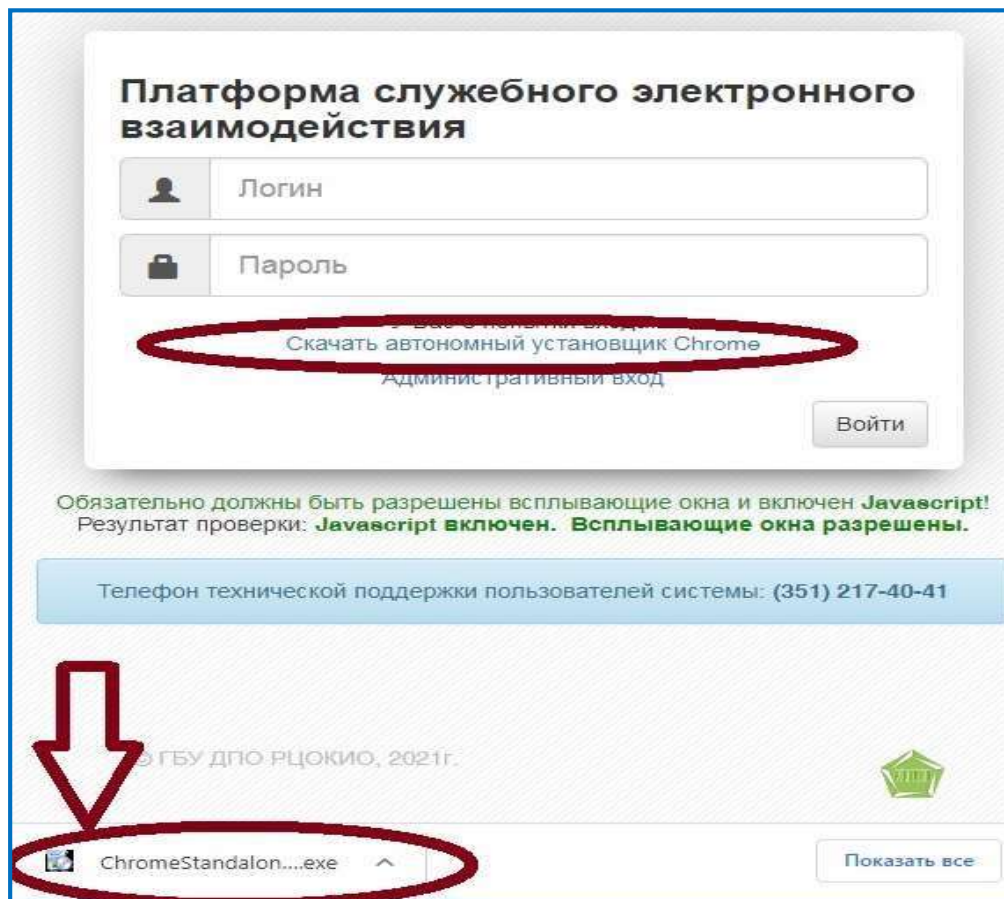 Платформа служебного электронного
взаимодействия
Логин
Пароль
Скачать автономный установщик Chrome
Административный вход
Войти
Обязательно должны быть разрешены всплывающие окна и включен Javascript!
Результат проверки: Javascript включен. Всплывающие окна разрешены.
Телефон технической поддержки пользователей системы: (351) 217-40-41
© ГБУ ДПО РЦОКИО, 2021г.
ChromeStandalon....exe
Показать все